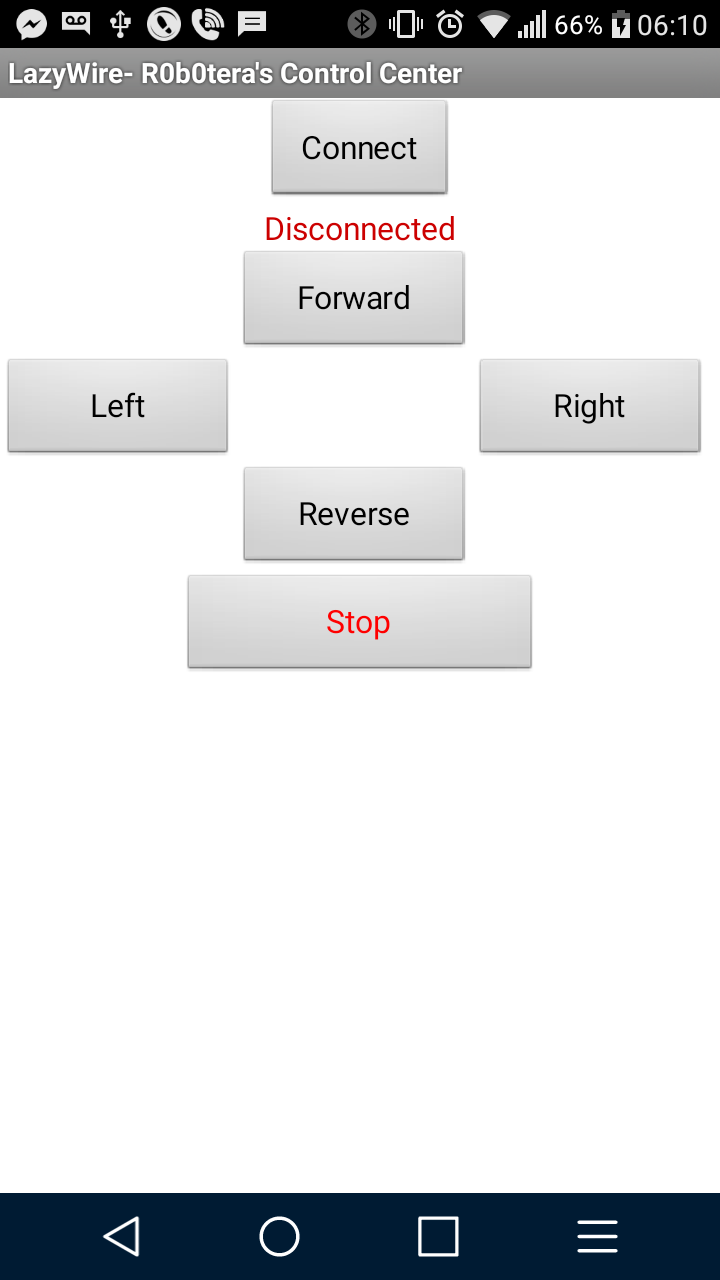 66% 06:10
LazyWire- R0b0tera's Control Center
Connect
Disconnected
Forward
Left Right
Reverse
Stop